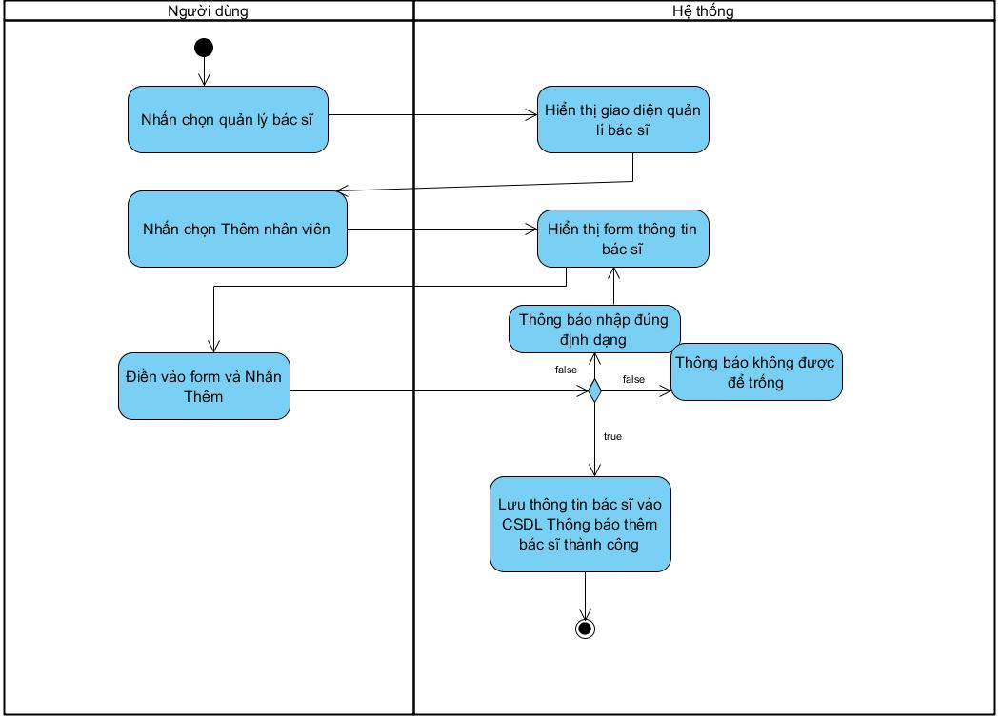 Người dùng
Hệ thống
Nhấn chọn quản lý bác sĩ
Hiển thị giao diện quản
lí bác sĩ
Nhấn chọn Thêm nhân viên
Hiển thị form thông tin
bác sĩ
Thông báo nhập đúng
định dạng
Thông báo không được
để trống
false
false
Điền vào form và Nhấn
Thêm
true
Lưu thông tin bác sĩ vào
CSDL Thông báo thêm
bác sĩ thành công